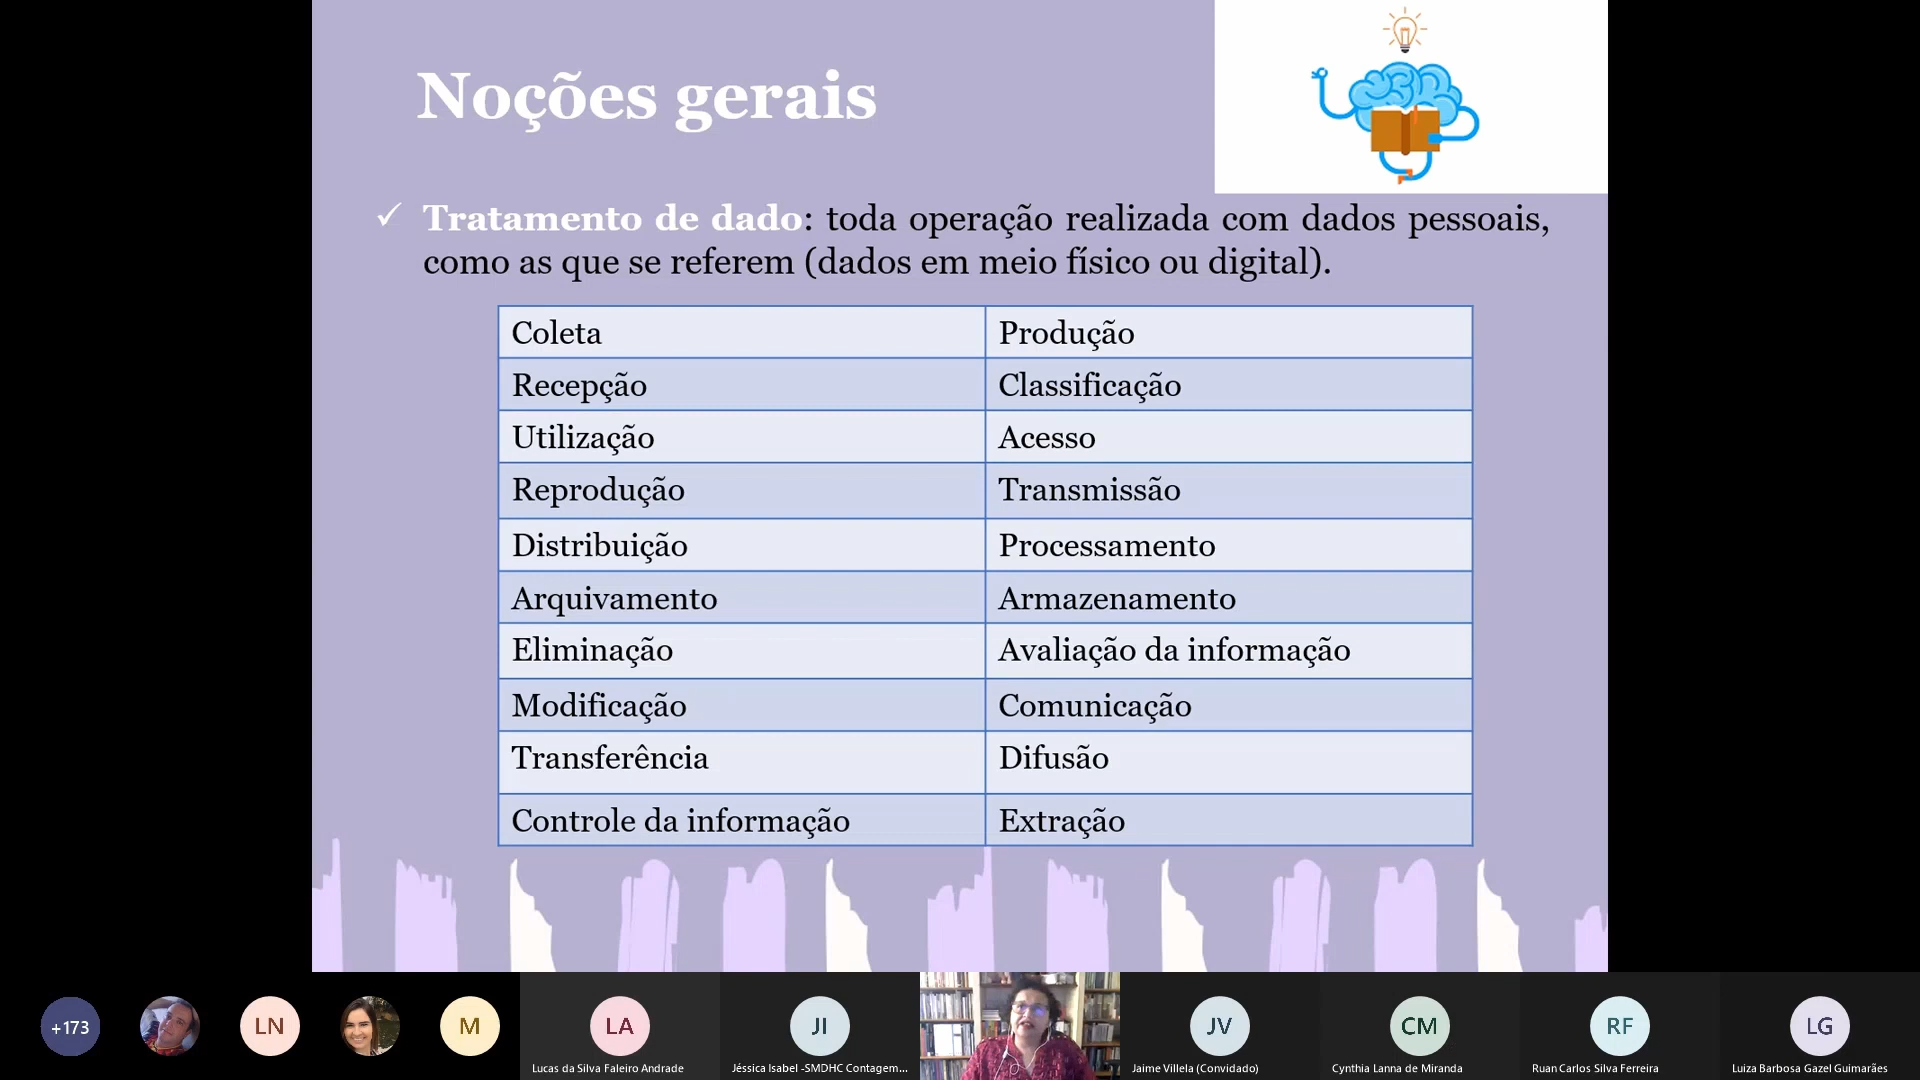 Noções gerais
✓ Tratamento de dado: toda operação realizada com dados pessoais,
como as que se referem (dados em meio físico ou digital).
Coleta Produção
Recepção Classificação
Utilização Acesso
Reprodução Transmissão
Distribuição Processamento
Arquivamento Armazenamento
Eliminação Avaliação da informação
Modificação Comunicação
Transferência Difusão
Controle da informação Extração
+173 LN M LA JI JV CM RF LG
Lucas da Silva Faleiro Andrade
Jéssica Isabel -SMDHC Contagem...
Jaime Villela (Convidado)
Cynthia Lanna de Miranda
Ruan Carlos Silva Ferreira
Luiza Barbosa Gazel Guimarães